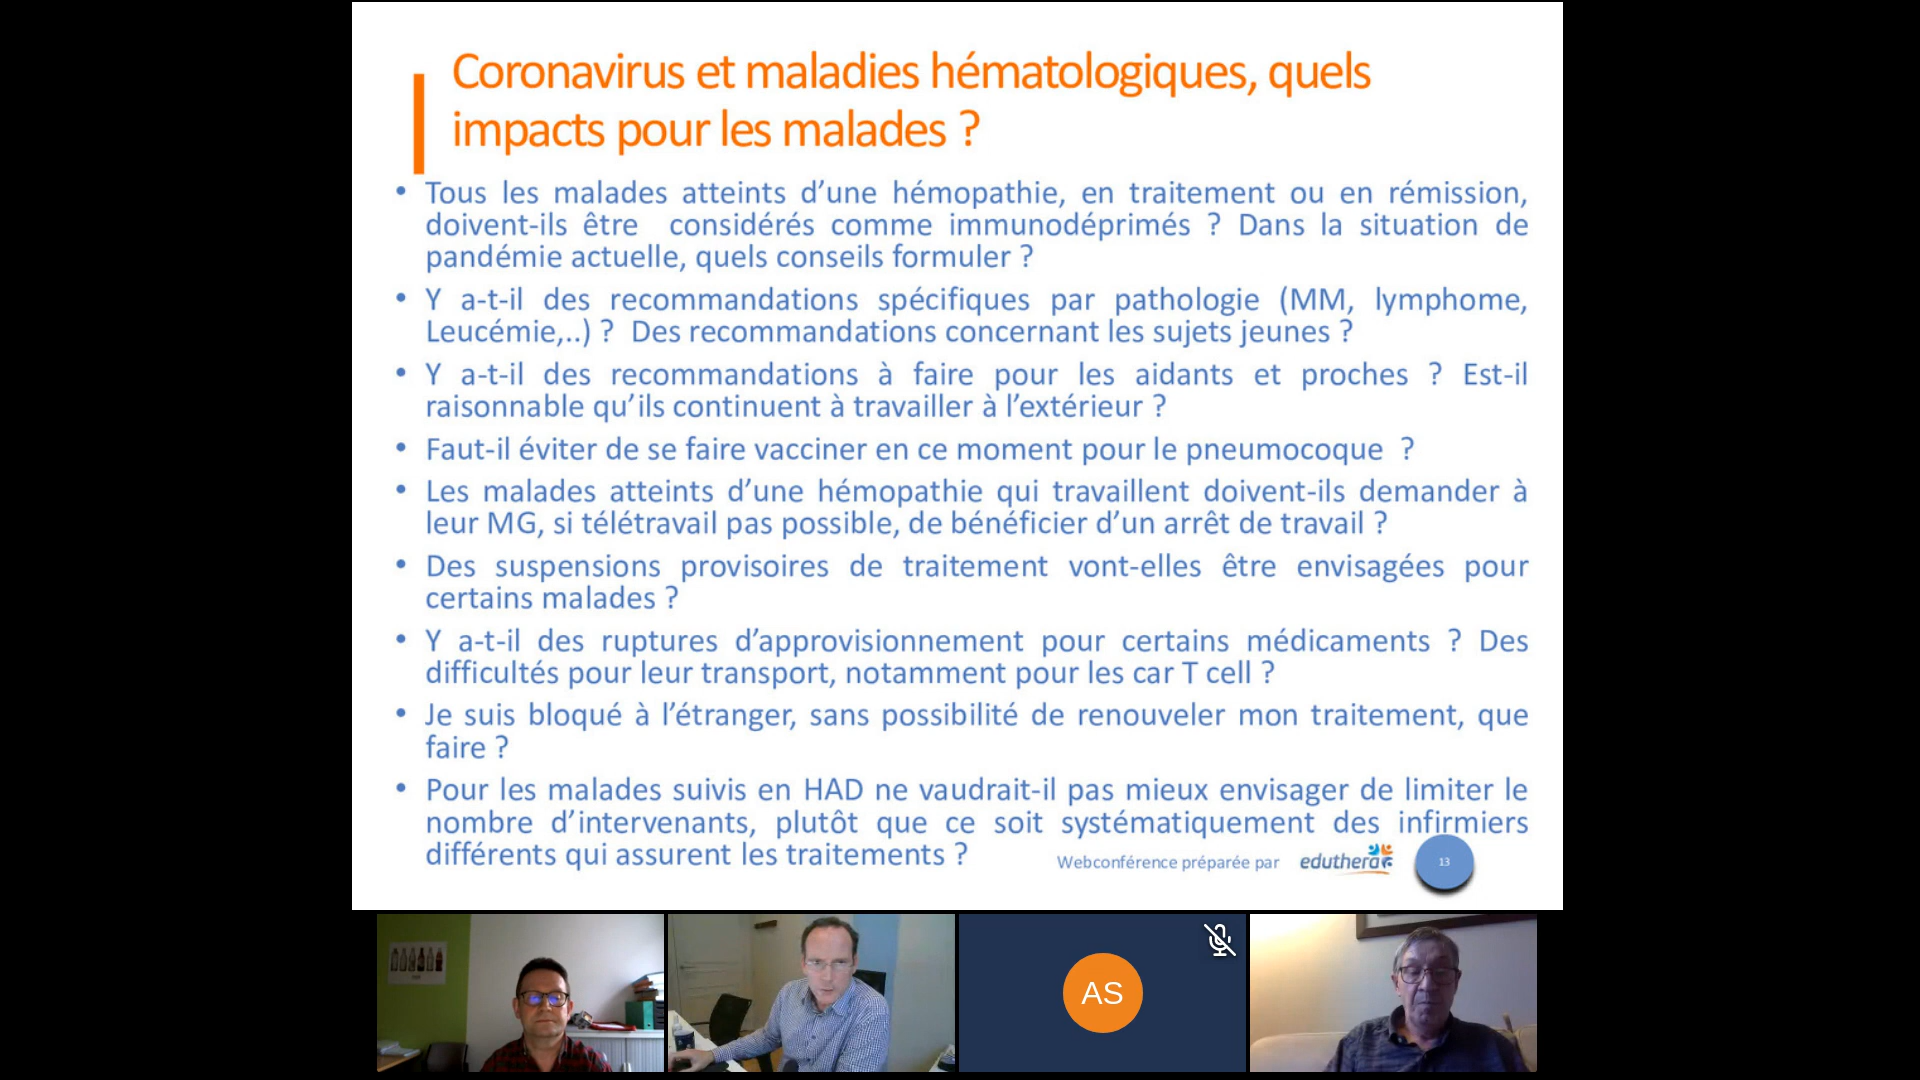 Coronavirus et maladies hématologiques, quels
impacts pour les malades ?
• Tous les malades atteints d’une hémopathie, en traitement ou en rémission,
doivent-ils être considérés comme immunodéprimés ? Dans la situation de
pandémie actuelle, quels conseils formuler ?
• Y a-t-il des recommandations spécifiques par pathologie (MM, lymphome,
Leucémie,..) ? Des recommandations concernant les sujets jeunes ?
• Y a-t-il des recommandations à faire pour les aidants et proches ? Est-il
raisonnable qu’ils continuent à travailler à l’extérieur ?
• Faut-il éviter de se faire vacciner en ce moment pour le pneumocoque ?
• Les malades atteints d’une hémopathie qui travaillent doivent-ils demander à
leur MG, si télétravail pas possible, de bénéficier d’un arrêt de travail ?
• Des suspensions provisoires de traitement vont-elles être envisagées pour
certains malades ?
• Y a-t-il des ruptures d’approvisionnement pour certains médicaments ? Des
difficultés pour leur transport, notamment pour les car T cell ?
• Je suis bloqué à l’étranger, sans possibilité de renouveler mon traitement, que
faire ?
• Pour les malades suivis en HAD ne vaudrait-il pas mieux envisager de limiter le
nombre d’intervenants, plutôt que ce soit systématiquement des infirmiers
différents qui assurent les traitements ?
Webconférence préparée par eduthera 13
AS